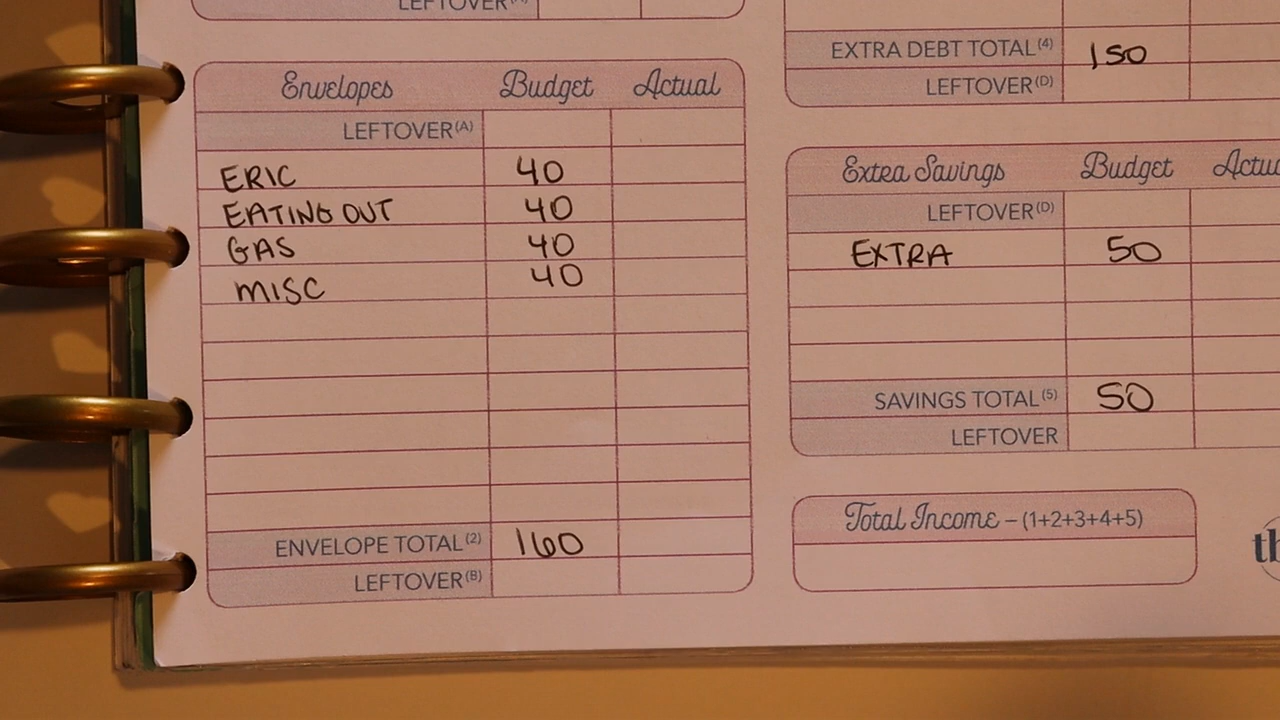 LEFTOVER(A)
Envelopes Budget Actual
LEFTOVER(A)
ERIC 40
EATING OUT 40
GAS 40
MISC 40
ENVELOPE TOTAL(2) 160
LEFTOVER(B)
EXTRA DEBT TOTAL(4) 150
LEFTOVER(D)
Extra Savings Budget Actu
LEFTOVER(D)
EXTRA 50
SAVINGS TOTAL(5) 50
LEFTOVER
Total Income – (1+2+3+4+5)
tb